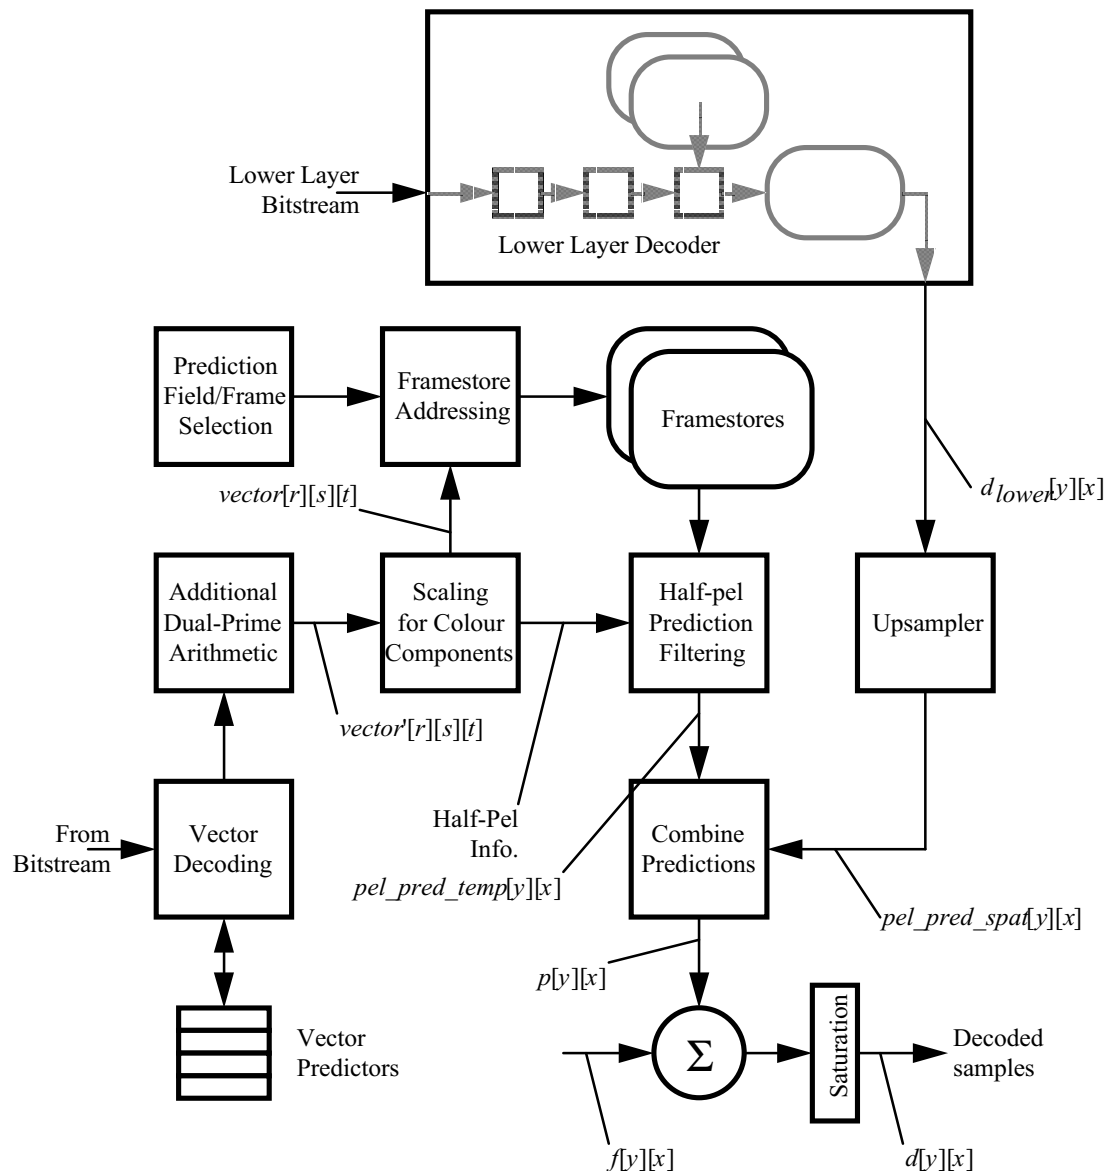 Lower Layer
Bitstream
Lower Layer Decoder
Prediction
Field/Frame
Selection
Framestore
Addressing
Framestores
vector[r][s][t]
d lower[y][x]
Additional
Dual-Prime
Arithmetic
Scaling
for Colour
Components
Half-pel
Prediction
Filtering
Upsampler
vector'[r][s][t]
From
Bitstream
Vector
Decoding
Half-Pel
Info.
Combine
Predictions
pel_pred_temp[y][x]
pel_pred_spat[y][x]
p[y][x]
Vector
Predictors
Σ
Saturation
Decoded
samples
f[y][x]
d[y][x]